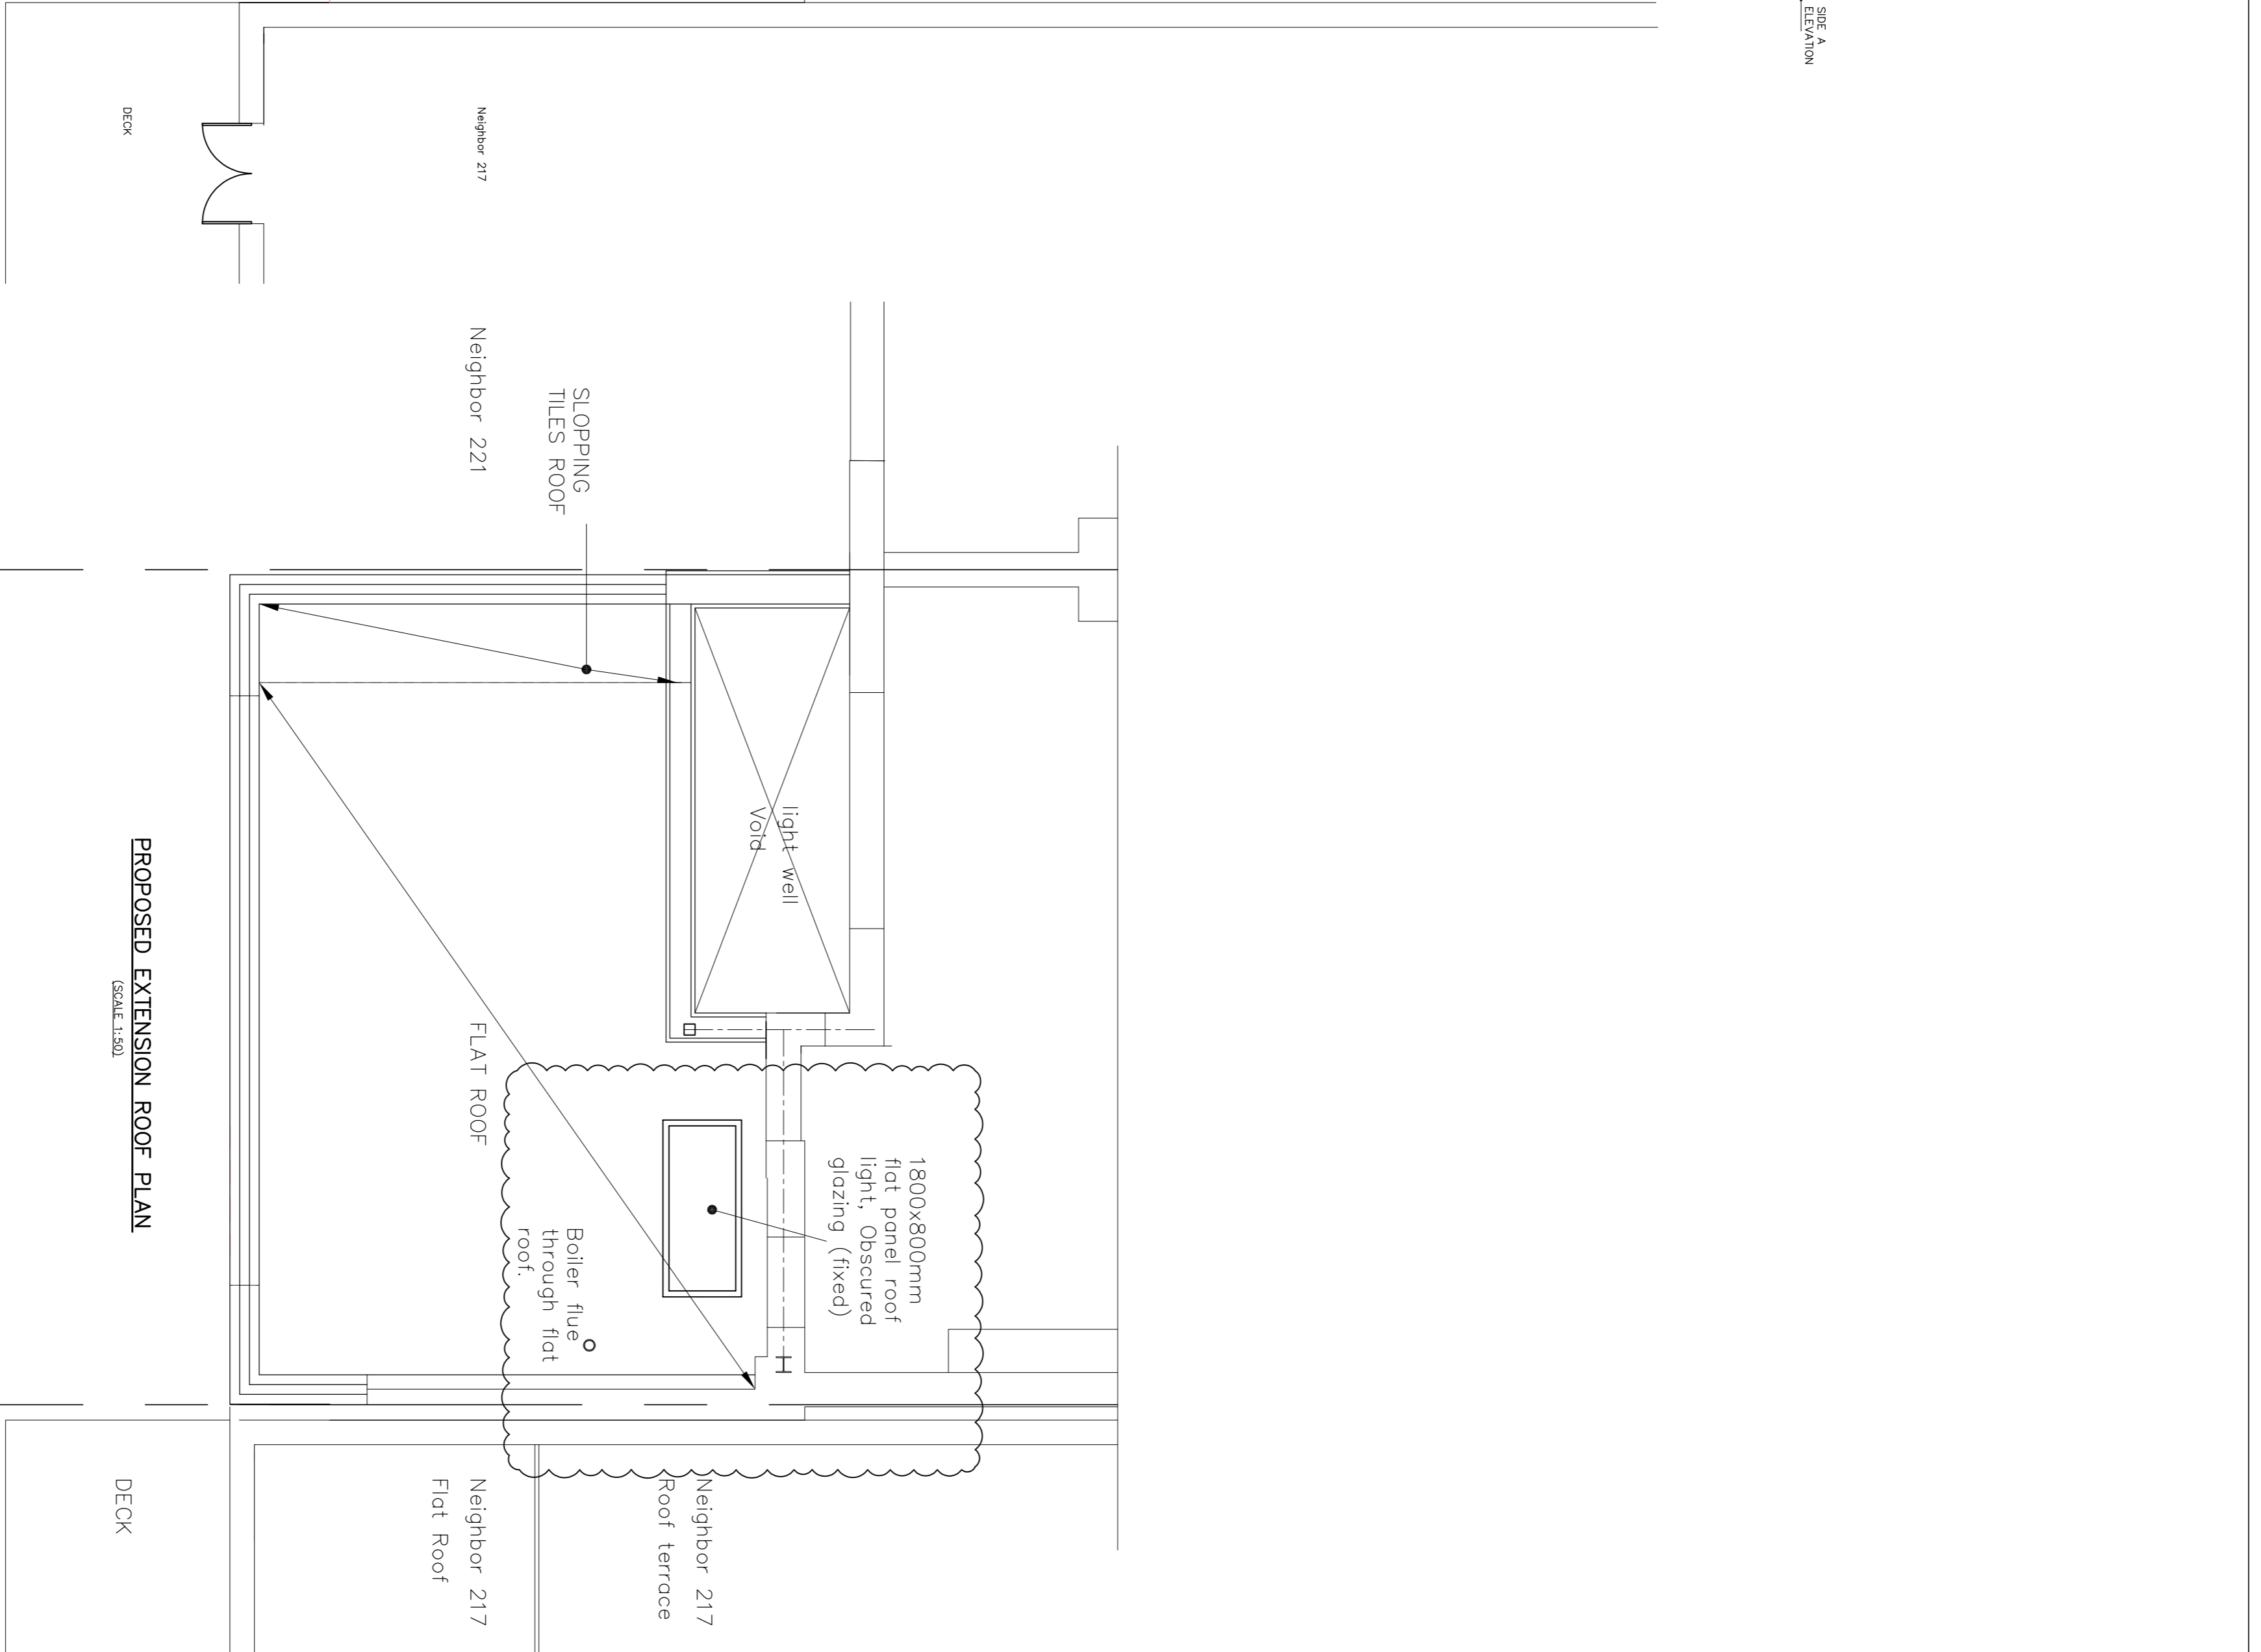 SIDE A
ELEVATION
Neighbor 217
DECK
SLOPPING
TILES ROOF
Neighbor 221
light well
Void
1800x800mm
flat panel roof
light, Obscured
glazing (fixed)
Boiler flue
through flat
roof.
FLAT ROOF
Neighbor 217
Roof terrace
Neighbor 217
Flat Roof
DECK
PROPOSED EXTENSION ROOF PLAN
(SCALE 1:50)